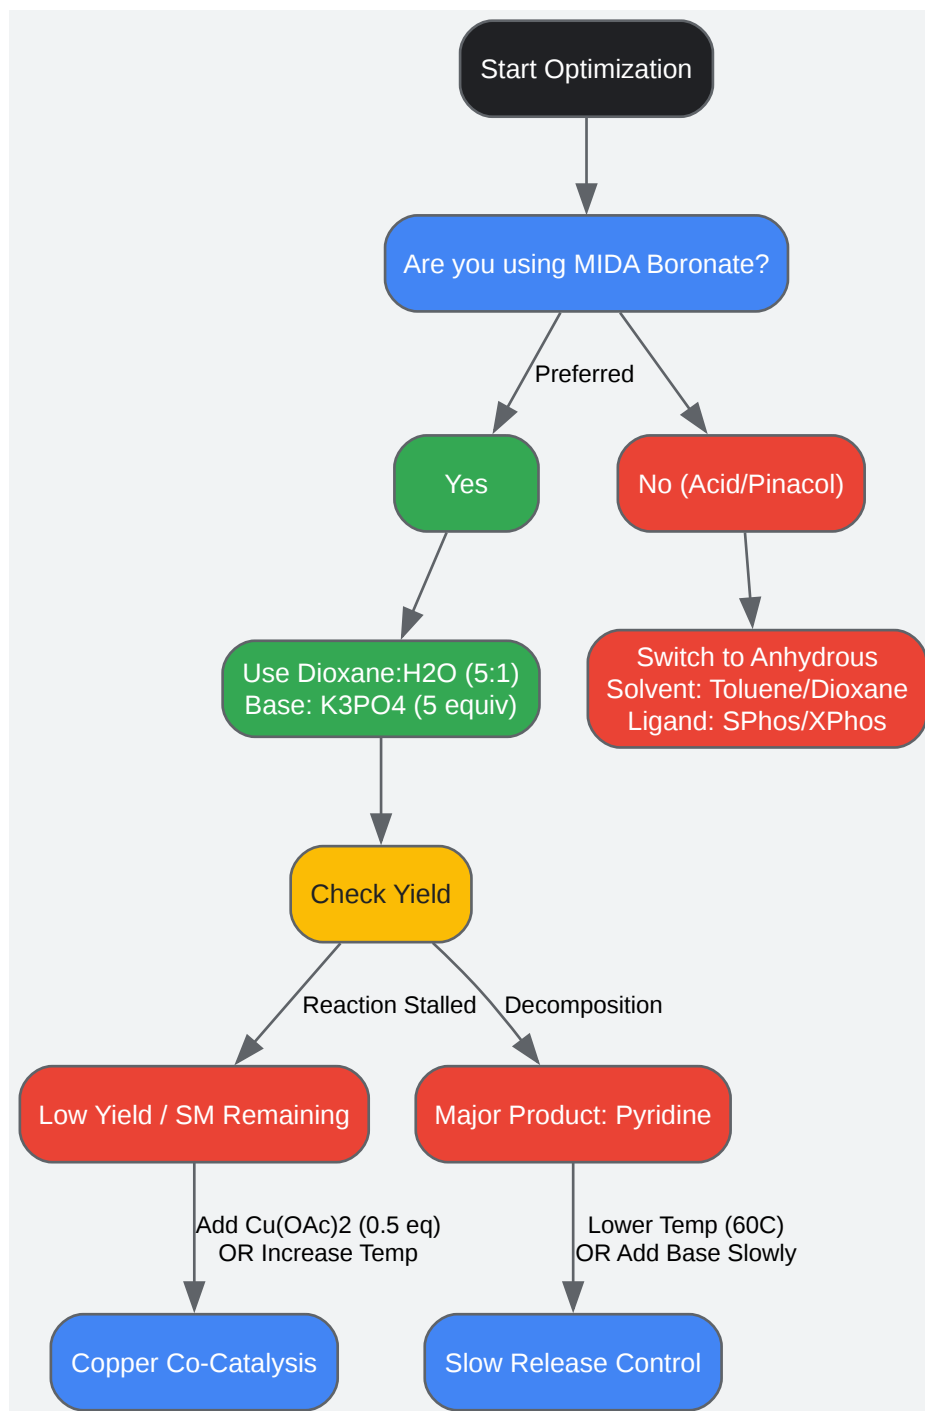 Start Optimization
Are you using MIDA Boronate?
Preferred
Yes
No (Acid/Pinacol)
Use Dioxane:H2O (5:1)
Base: K3PO4 (5 equiv)
Switch to Anhydrous
Solvent: Toluene/Dioxane
Ligand: SPhos/XPhos
Check Yield
Reaction Stalled
Decomposition
Low Yield / SM Remaining
Major Product: Pyridine
Add Cu(OAc)2 (0.5 eq)
OR Increase Temp
Lower Temp (60C)
OR Add Base Slowly
Copper Co-Catalysis
Slow Release Control